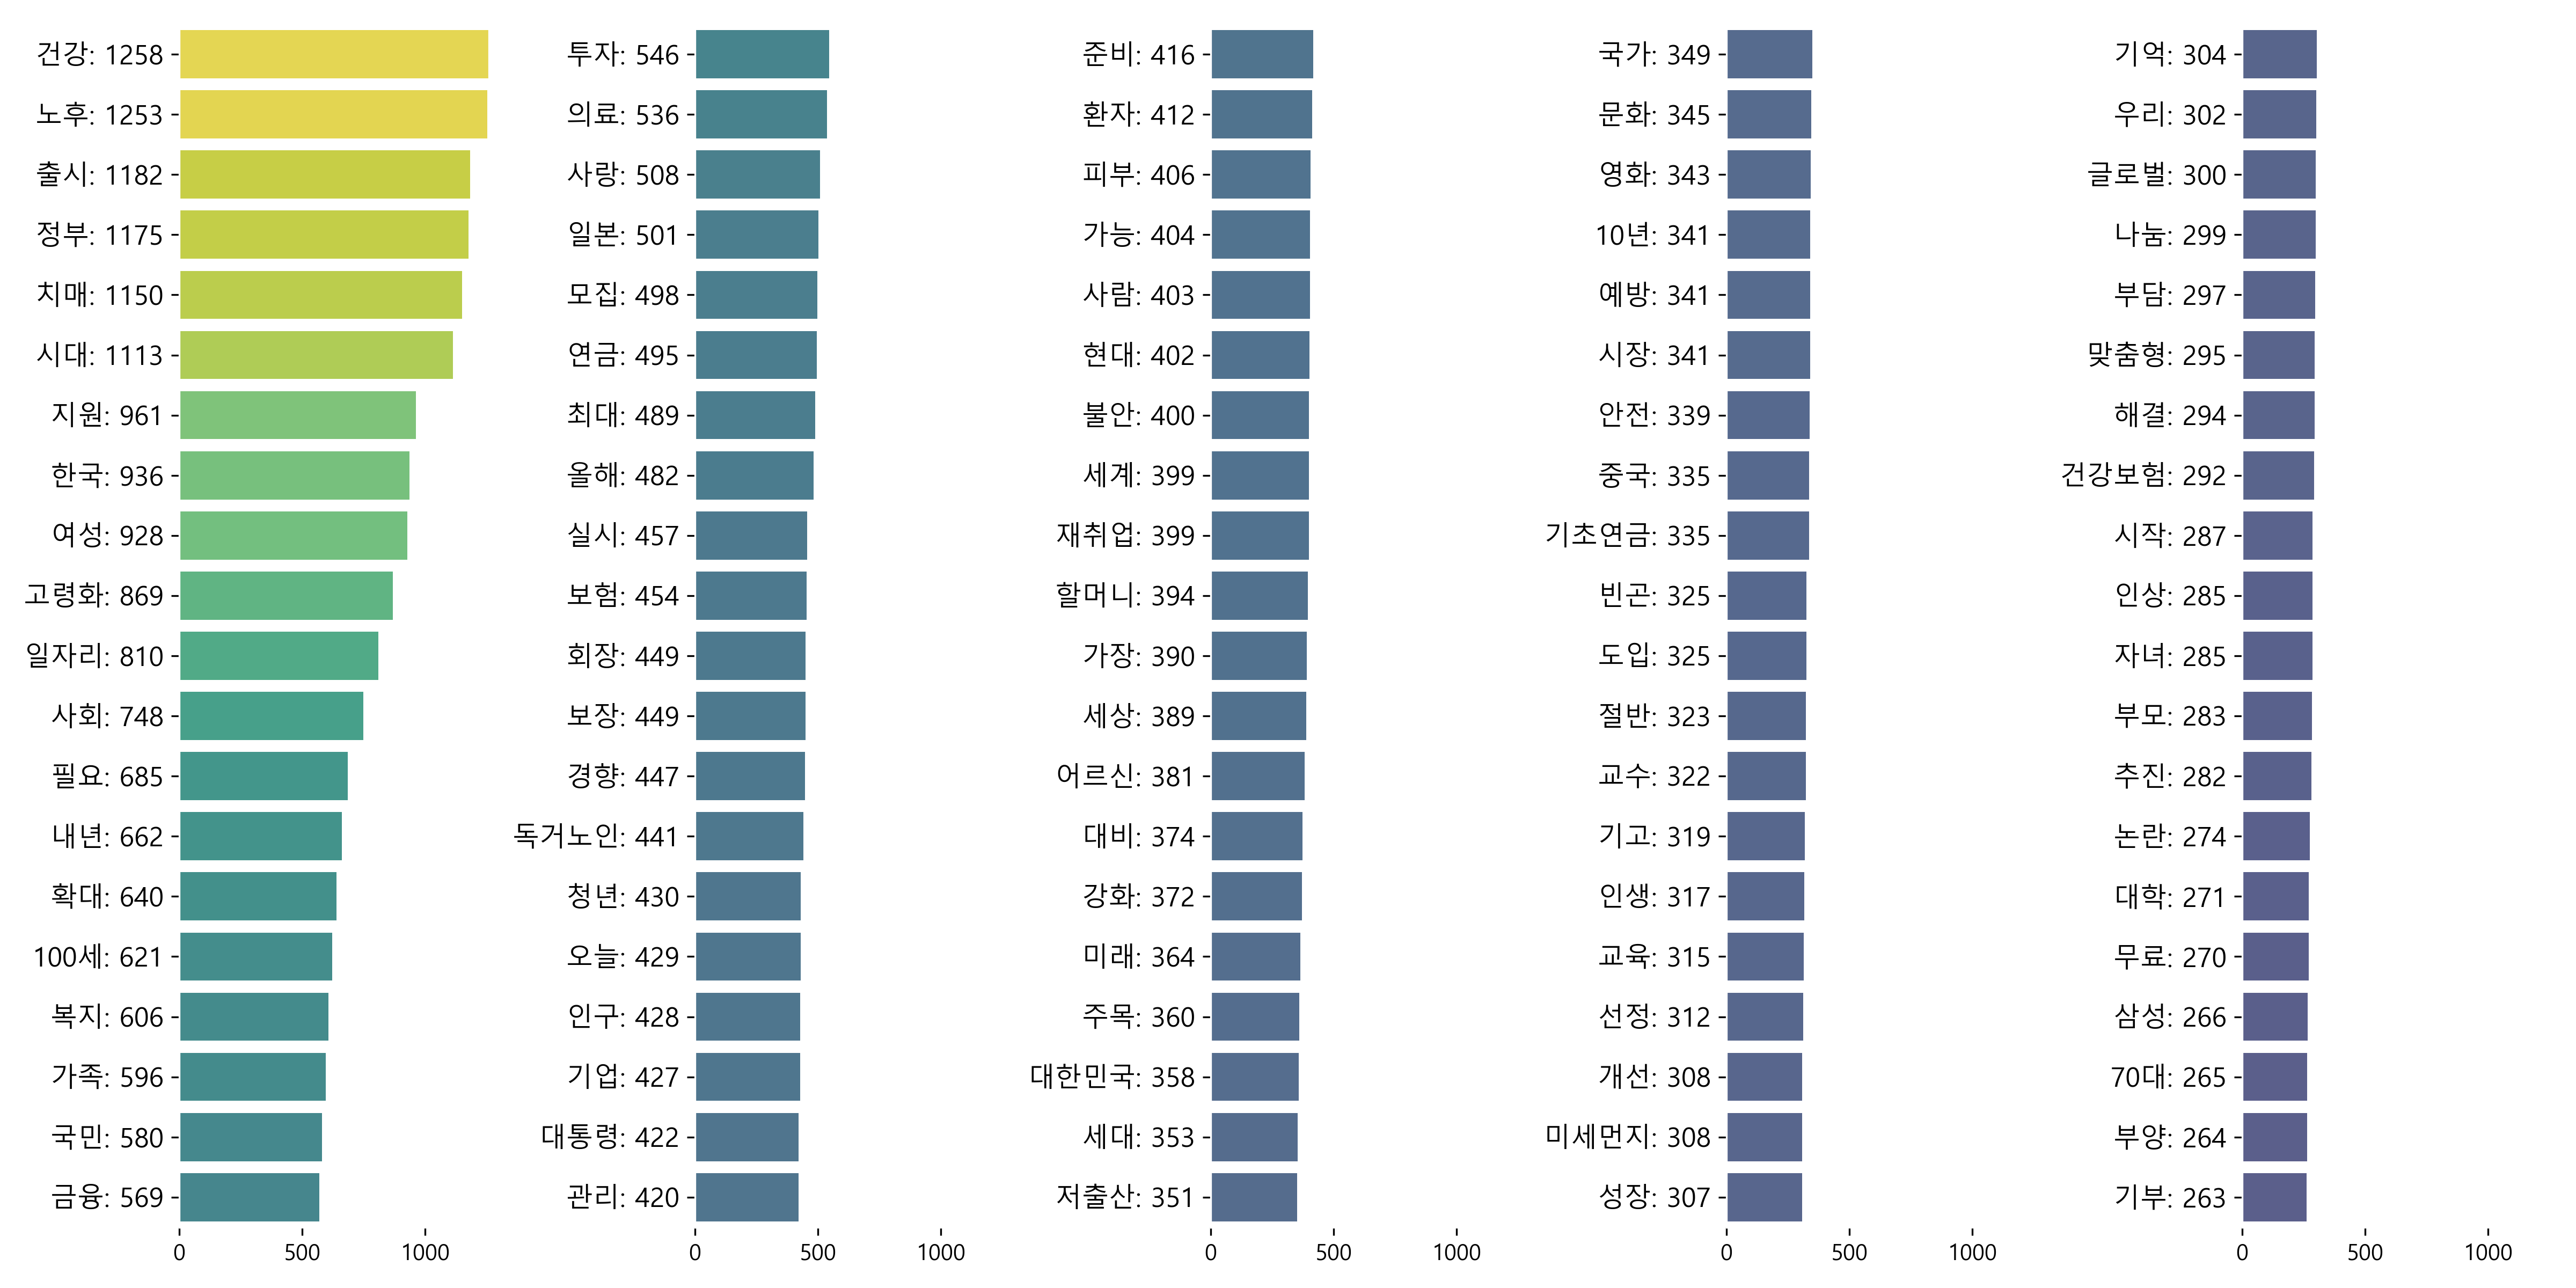 건강: 1258
노후: 1253
출시: 1182
정부: 1175
치매: 1150
시대: 1113
지원: 961
한국: 936
여성: 928
고령화: 869
일자리: 810
사회: 748
필요: 685
내년: 662
확대: 640
100세: 621
복지: 606
가족: 596
국민: 580
금융: 569
0 500 1000
투자: 546
의료: 536
사랑: 508
일본: 501
모집: 498
연금: 495
최대: 489
올해: 482
실시: 457
보험: 454
회장: 449
보장: 449
경향: 447
독거노인: 441
청년: 430
오늘: 429
인구: 428
기업: 427
대통령: 422
관리: 420
0 500 1000
준비: 416
환자: 412
피부: 406
가능: 404
사람: 403
현대: 402
불안: 400
세계: 399
재취업: 399
할머니: 394
가장: 390
세상: 389
어르신: 381
대비: 374
강화: 372
미래: 364
주목: 360
대한민국: 358
세대: 353
저출산: 351
0 500 1000
국가: 349
문화: 345
영화: 343
10년: 341
예방: 341
시장: 341
안전: 339
중국: 335
기초연금: 335
빈곤: 325
도입: 325
절반: 323
교수: 322
기고: 319
인생: 317
교육: 315
선정: 312
개선: 308
미세먼지: 308
성장: 307
0 500 1000
기억: 304
우리: 302
글로벌: 300
나눔: 299
부담: 297
맞춤형: 295
해결: 294
건강보험: 292
시작: 287
인상: 285
자녀: 285
부모: 283
추진: 282
논란: 274
대학: 271
무료: 270
삼성: 266
70대: 265
부양: 264
기부: 263
0 500 1000